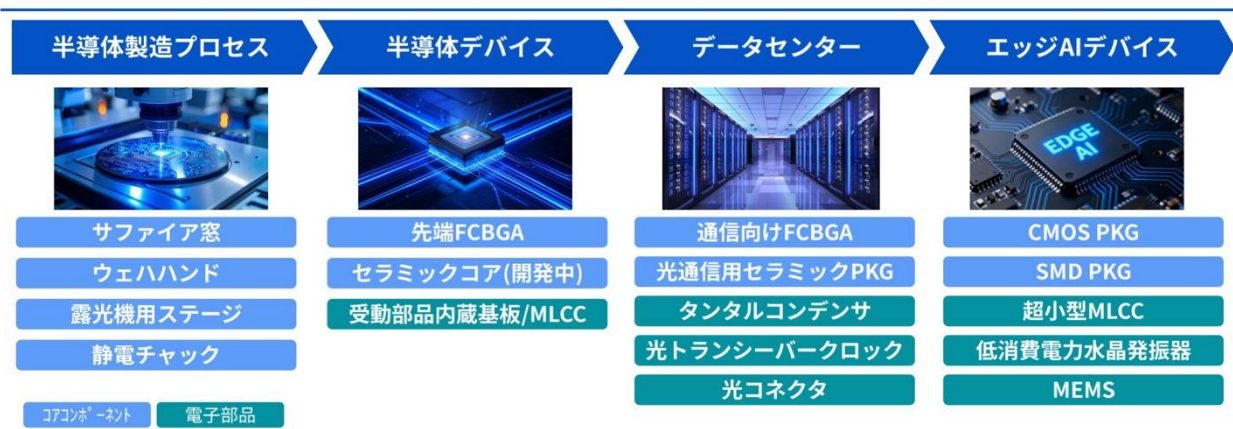 半導体製造プロセス
半導体デバイス
データセンター
エッジAIデバイス
EDGE
AI
サファイア窓
ウェハハンド
露光機用ステージ
静電チャック
先端FCBGA
セラミックコア(開発中)
受動部品内蔵基板/MLCC
通信向けFCBGA
光通信用セラミックPKG
タンタルコンデンサ
光トランシーバークロック
光コネクタ
CMOS PKG
SMD PKG
超小型MLCC
低消費電力水晶発振器
MEMS
コアコンポーネント
電子部品